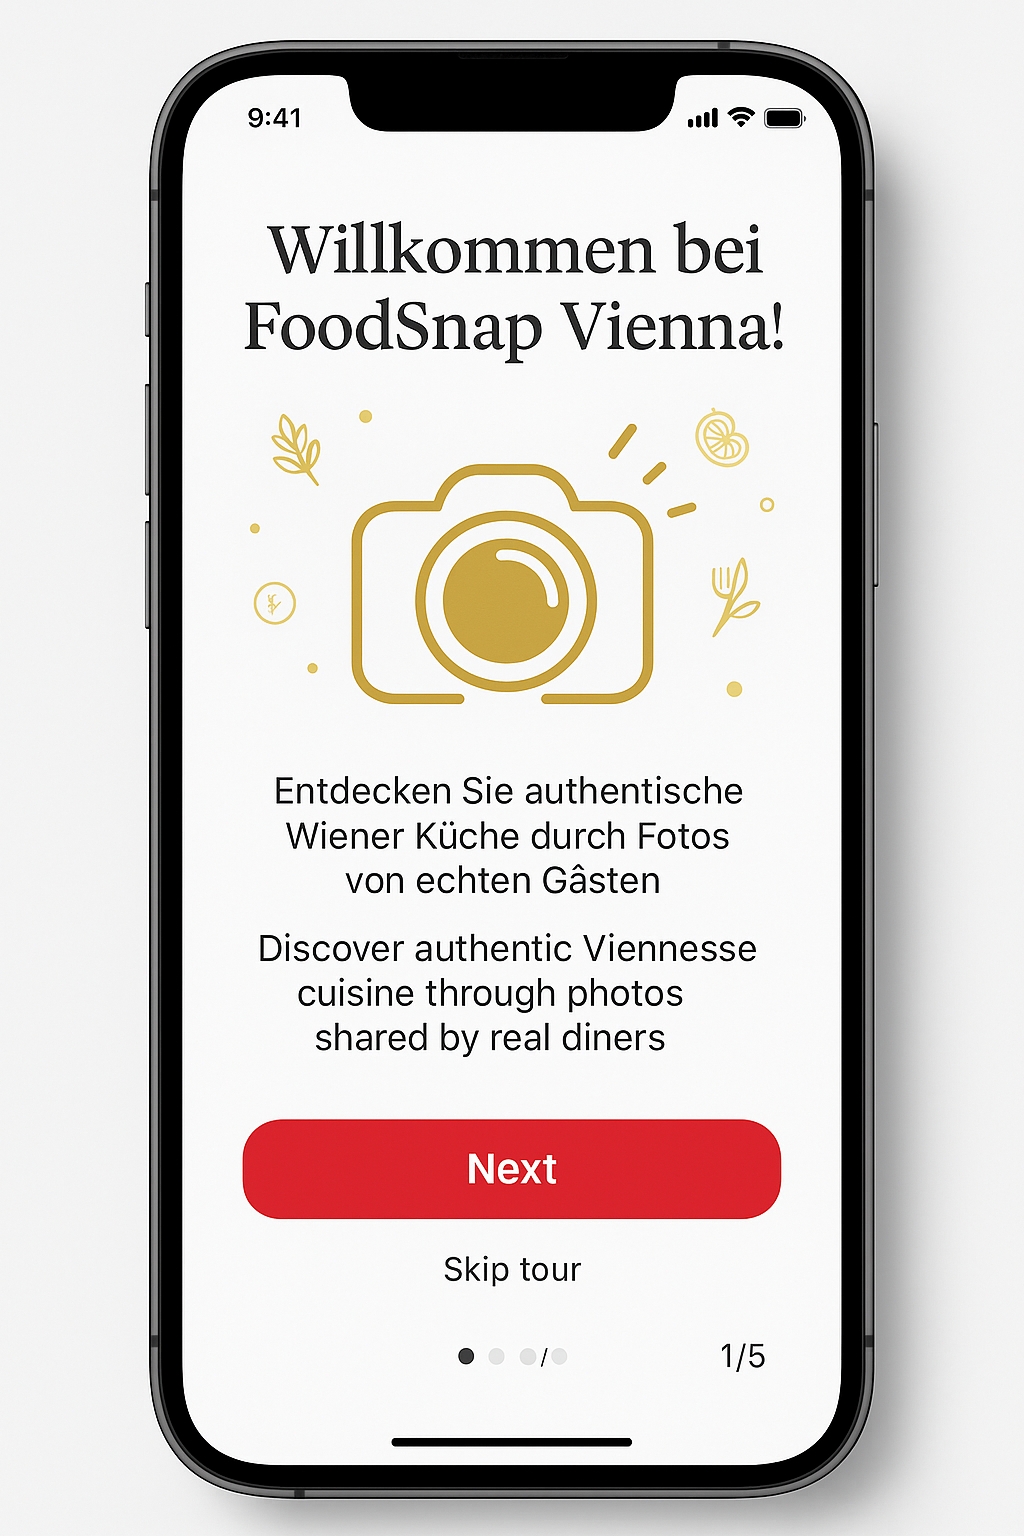 9:41
Willkommen bei
FoodSnap Vienna!
Entdecken Sie authentische
Wiener Küche durch Fotos
von echten Gâsten
Discover authentic Viennesse
cuisine through photos
shared by real diners
Next
Skip tour
/
1/5